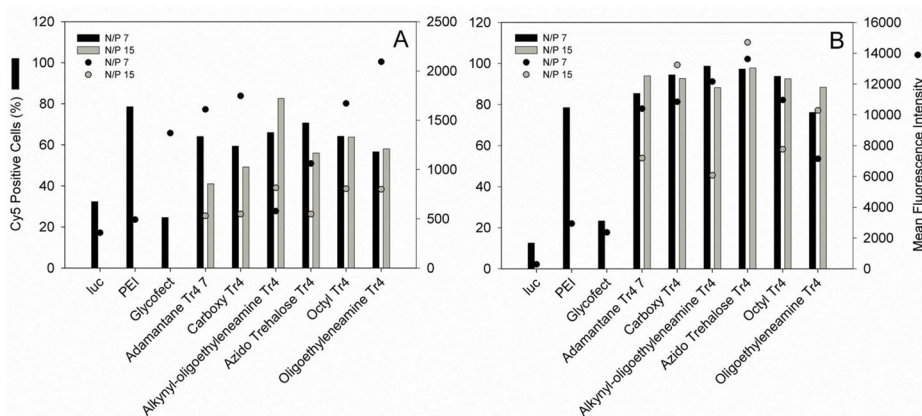 A
N/P 7
N/P 15
N/P 7
N/P 15
Cy5 Positive Cells (%)
120
100
80
60
40
20
0
2500
2000
1500
1000
500
0
luc
PEI
Glycofect
Adamantane Tr4 7
Carboxy Tr4
Alkynyl-oligoethyleneamine Tr4
Azido Trehalose Tr4
Octyl Tr4
Oligoethyleneamine Tr4
B
N/P 7
N/P 15
N/P 7
N/P 15
120
100
80
60
40
20
0
16000
14000
12000
10000
8000
6000
4000
2000
0
Mean Fluorescence Intensity
luc
PEI
Glycofect
Adamantane Tr4 7
Carboxy Tr4
Alkynyl-oligoethyleneamine Tr4
Azido Trehalose Tr4
Octyl Tr4
Oligoethyleneamine Tr4